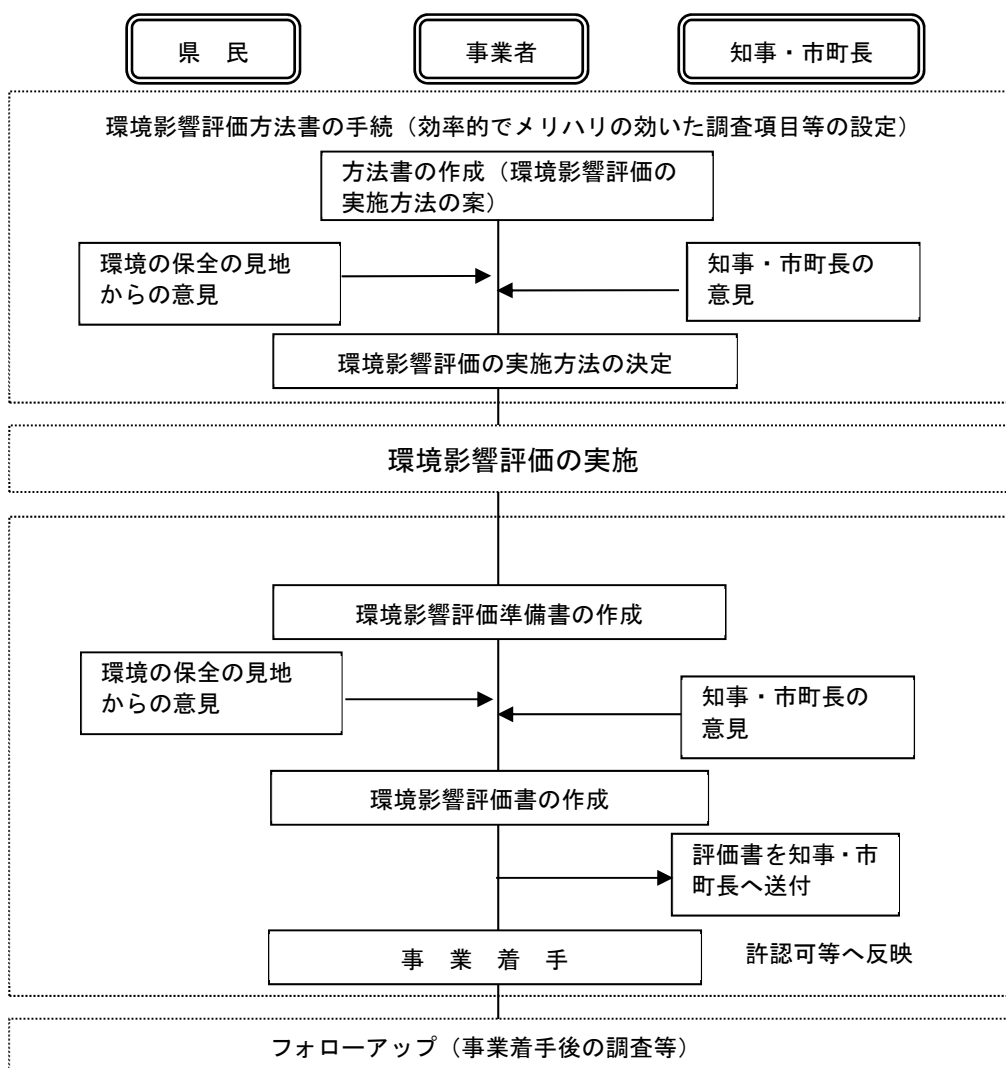 県　民
事業者
知事・市町長
環境影響評価方法書の手続（効率的でメリハリの効いた調査項目等の設定）
方法書の作成（環境影響評価の
実施方法の案）
環境の保全の見地
からの意見
知事・市町長の
意見
環境影響評価の実施方法の決定
環境影響評価の実施
環境影響評価準備書の作成
環境の保全の見地
からの意見
知事・市町長の
意見
環境影響評価書の作成
評価書を知事・市
町長へ送付
事　業　着　手
許認可等へ反映
フォローアップ（事業着手後の調査等）